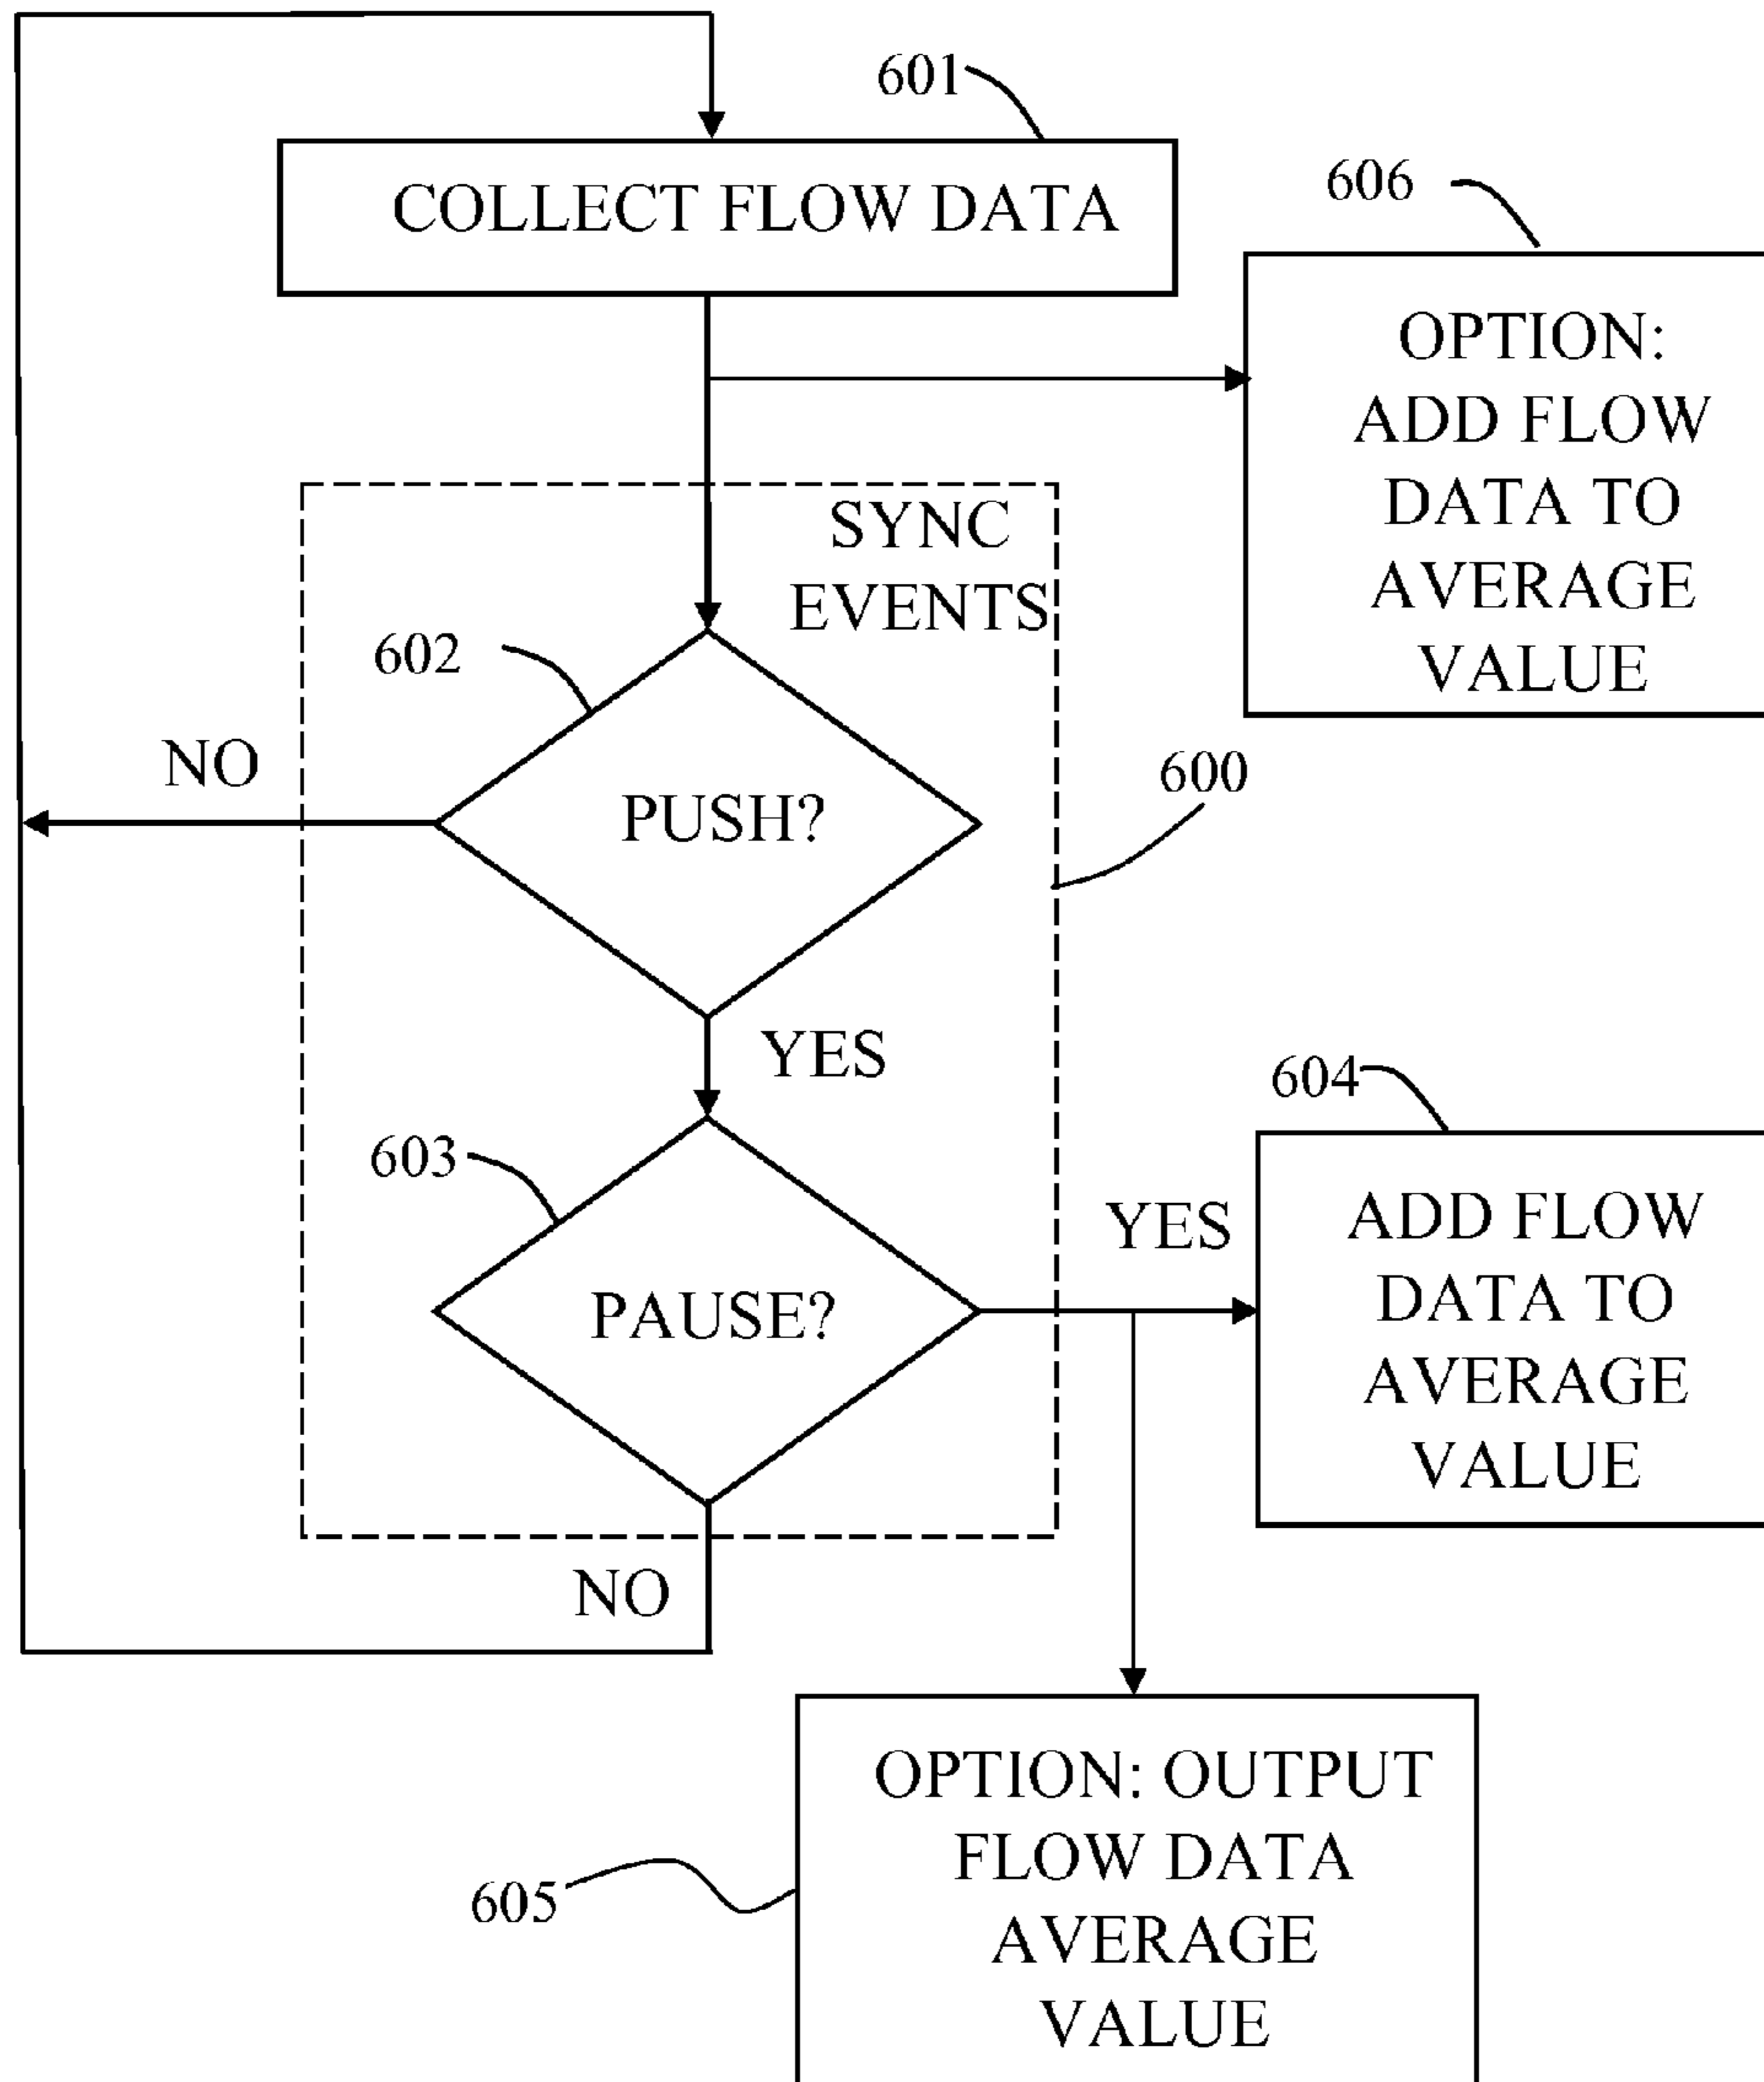 601
COLLECT FLOW DATA
606
OPTION:
ADD FLOW
DATA TO
AVERAGE
VALUE
SYNC
EVENTS
602
NO
PUSH?
600
YES
603
PAUSE?
YES
604
ADD FLOW
DATA TO
AVERAGE
VALUE
NO
OPTION: OUTPUT
FLOW DATA
AVERAGE
VALUE
605